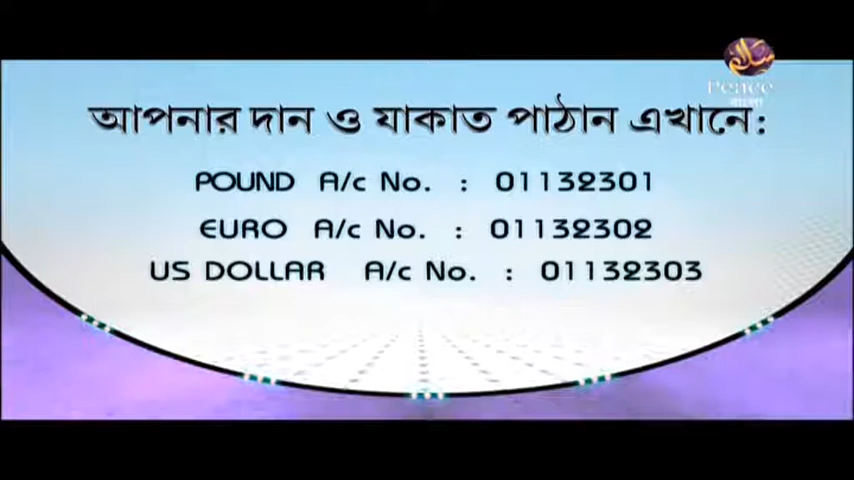 Peace
বাংলা
আপনার দান ও যাকাত পাঠান এখানে:
POUND A/c No. : 01132301
EURO A/c No. : 01132302
US DOLLAR A/c No. : 01132303